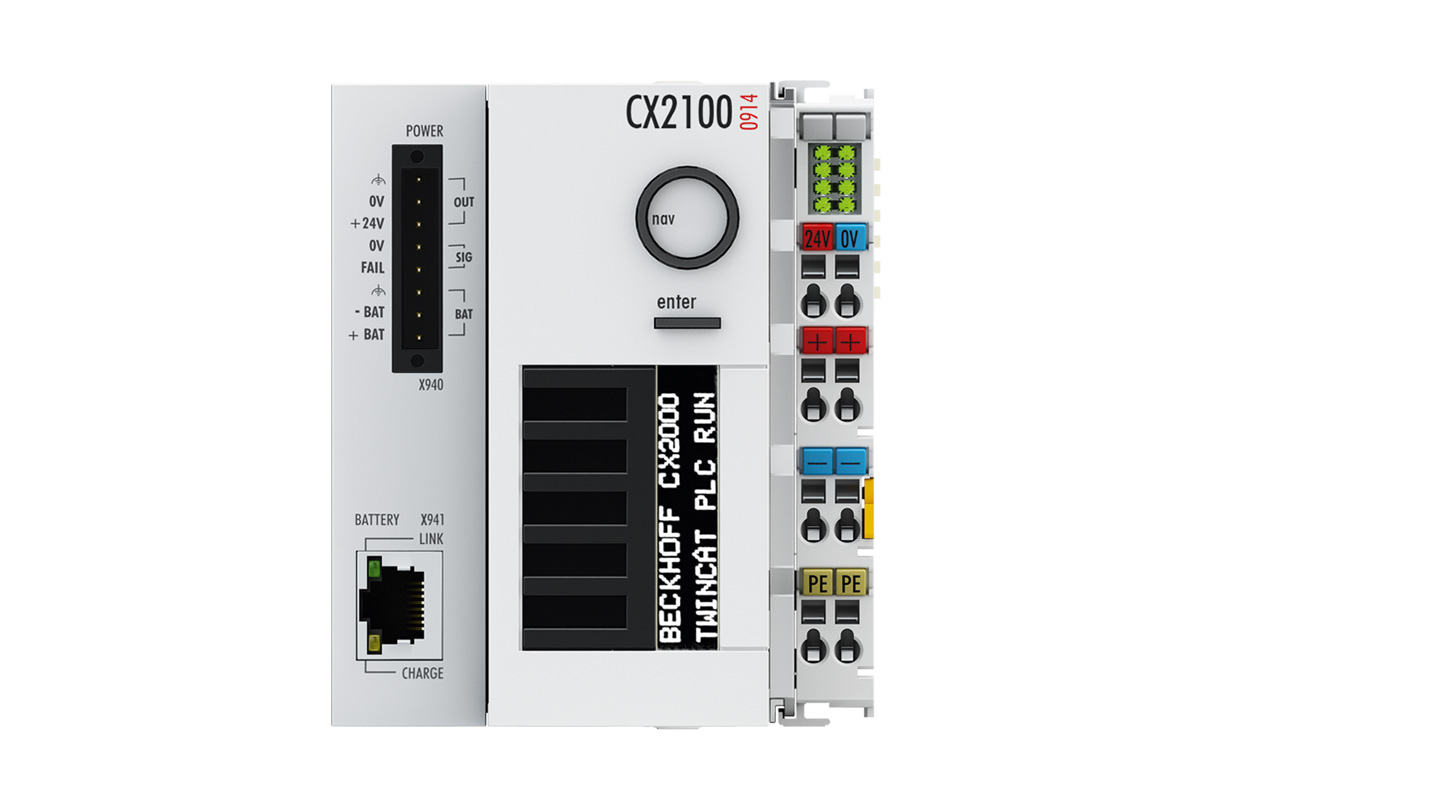 POWER
0V
+24V
0V
FAIL
- BAT
+ BAT
OUT
SIG
BAT
X940
BATTERY X941
LINK
CHARGE
CX2100
0914
nav
enter
BECKHOFF CX2000
TWINCAT PLC RUN
24V 0V
+ +
− −
PE PE